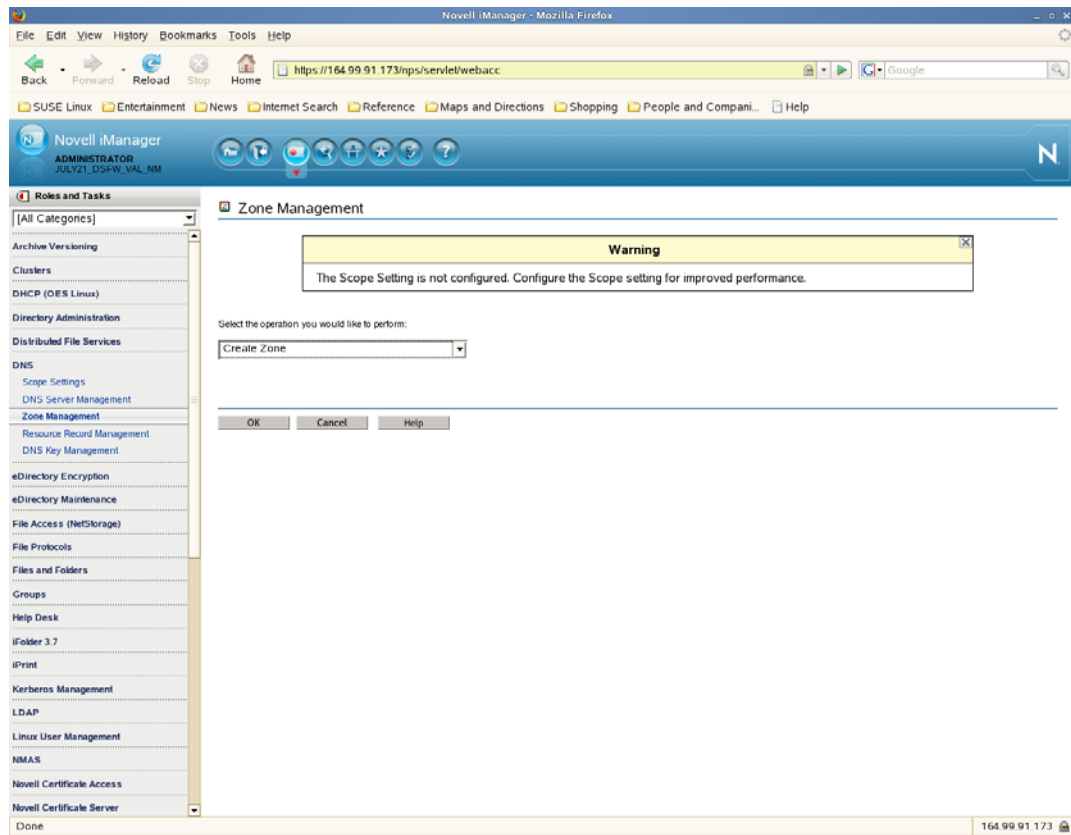 Novell iManager - Mozilla Firefox
File Edit View History Bookmarks Tools Help
Back Forward Reload Stop Home https://164.99.91.173/nps/servlet/webacc G Google
SUSE Linux Entertainment News Internet Search Reference Maps and Directions Shopping People and Compani... Help
Novell iManager
ADMINISTRATOR
JULY21_DSFW_VAL_NM
N
Roles and Tasks
[All Categories]
Archive Versioning
Clusters
DHCP (OES Linux)
Directory Administration
Distributed File Services
DNS
Scope Settings
DNS Server Management
Zone Management
Resource Record Management
DNS Key Management
eDirectory Encryption
eDirectory Maintenance
File Access (NetStorage)
File Protocols
Files and Folders
Groups
Help Desk
iFolder 3.7
iPrint
Kerberos Management
LDAP
Linux User Management
NMAS
Novell Certificate Access
Novell Certificate Server
Zone Management
Warning
The Scope Setting is not configured. Configure the Scope setting for improved performance.
Select the operation you would like to perform:
Create Zone
OK Cancel Help
Done 164.99.91.173